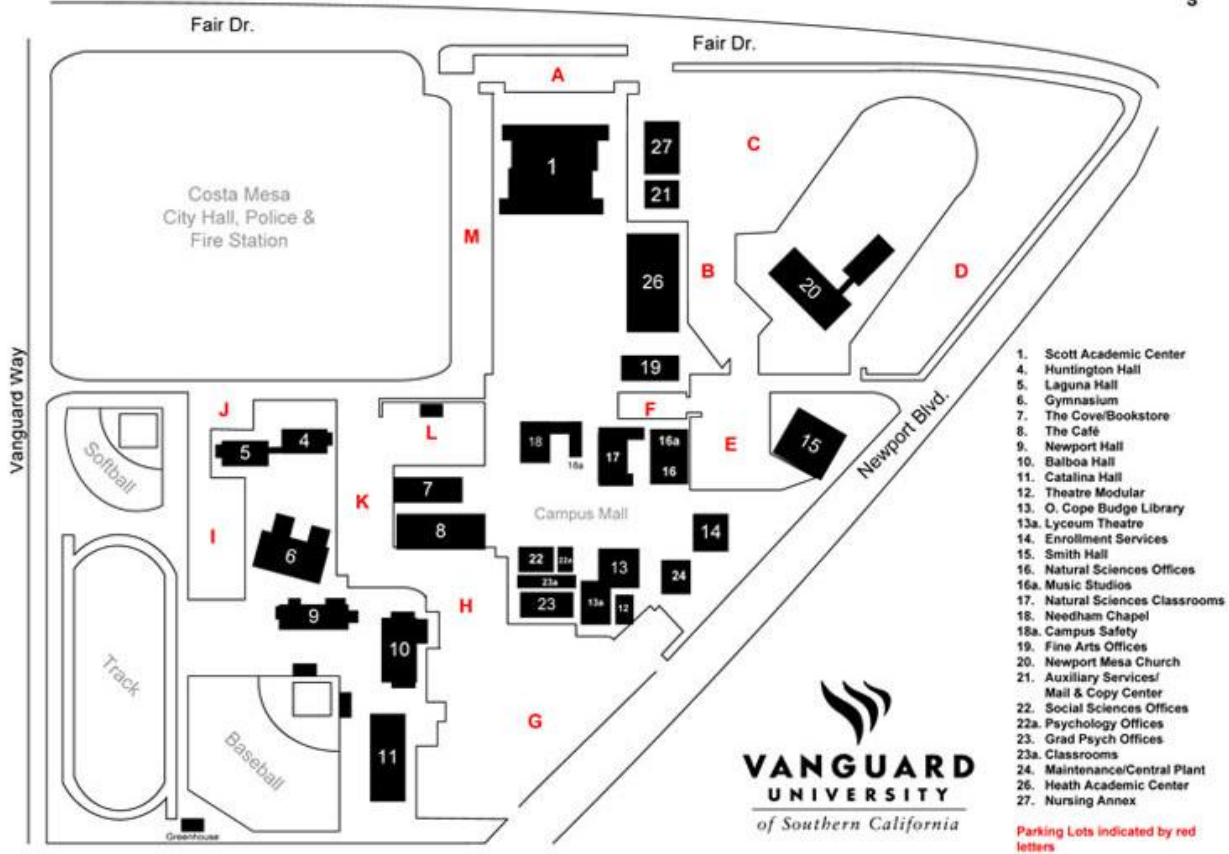 Fair Dr.
Fair Dr.
A
C
27
1
21
Costa Mesa
City Hall, Police &
Fire Station
M
B
D
26
20
Vanguard Way
19
J
F
L
Newport Blvd.
Softball
5
4
18
18a
17
16a
16
E
15
7
K
I
8
Campus Mall
14
6
22
22a
13
24
23a
H
23
13a
12
9
10
Track
G
Baseball
11
Greenhouse
1. Scott Academic Center
4. Huntington Hall
5. Laguna Hall
6. Gymnasium
7. The Cove/Bookstore
8. The Café
9. Newport Hall
10. Balboa Hall
11. Catalina Hall
12. Theatre Modular
13. O. Cope Budge Library
13a. Lyceum Theatre
14. Enrollment Services
15. Smith Hall
16. Natural Sciences Offices
16a. Music Studios
17. Natural Sciences Classrooms
18. Needham Chapel
18a. Campus Safety
19. Fine Arts Offices
20. Newport Mesa Church
21. Auxiliary Services/
Mail & Copy Center
22. Social Sciences Offices
22a. Psychology Offices
23. Grad Psych Offices
23a. Classrooms
24. Maintenance/Central Plant
26. Heath Academic Center
27. Nursing Annex
Parking Lots indicated by red
letters
VANGUARD
UNIVERSITY
of Southern California